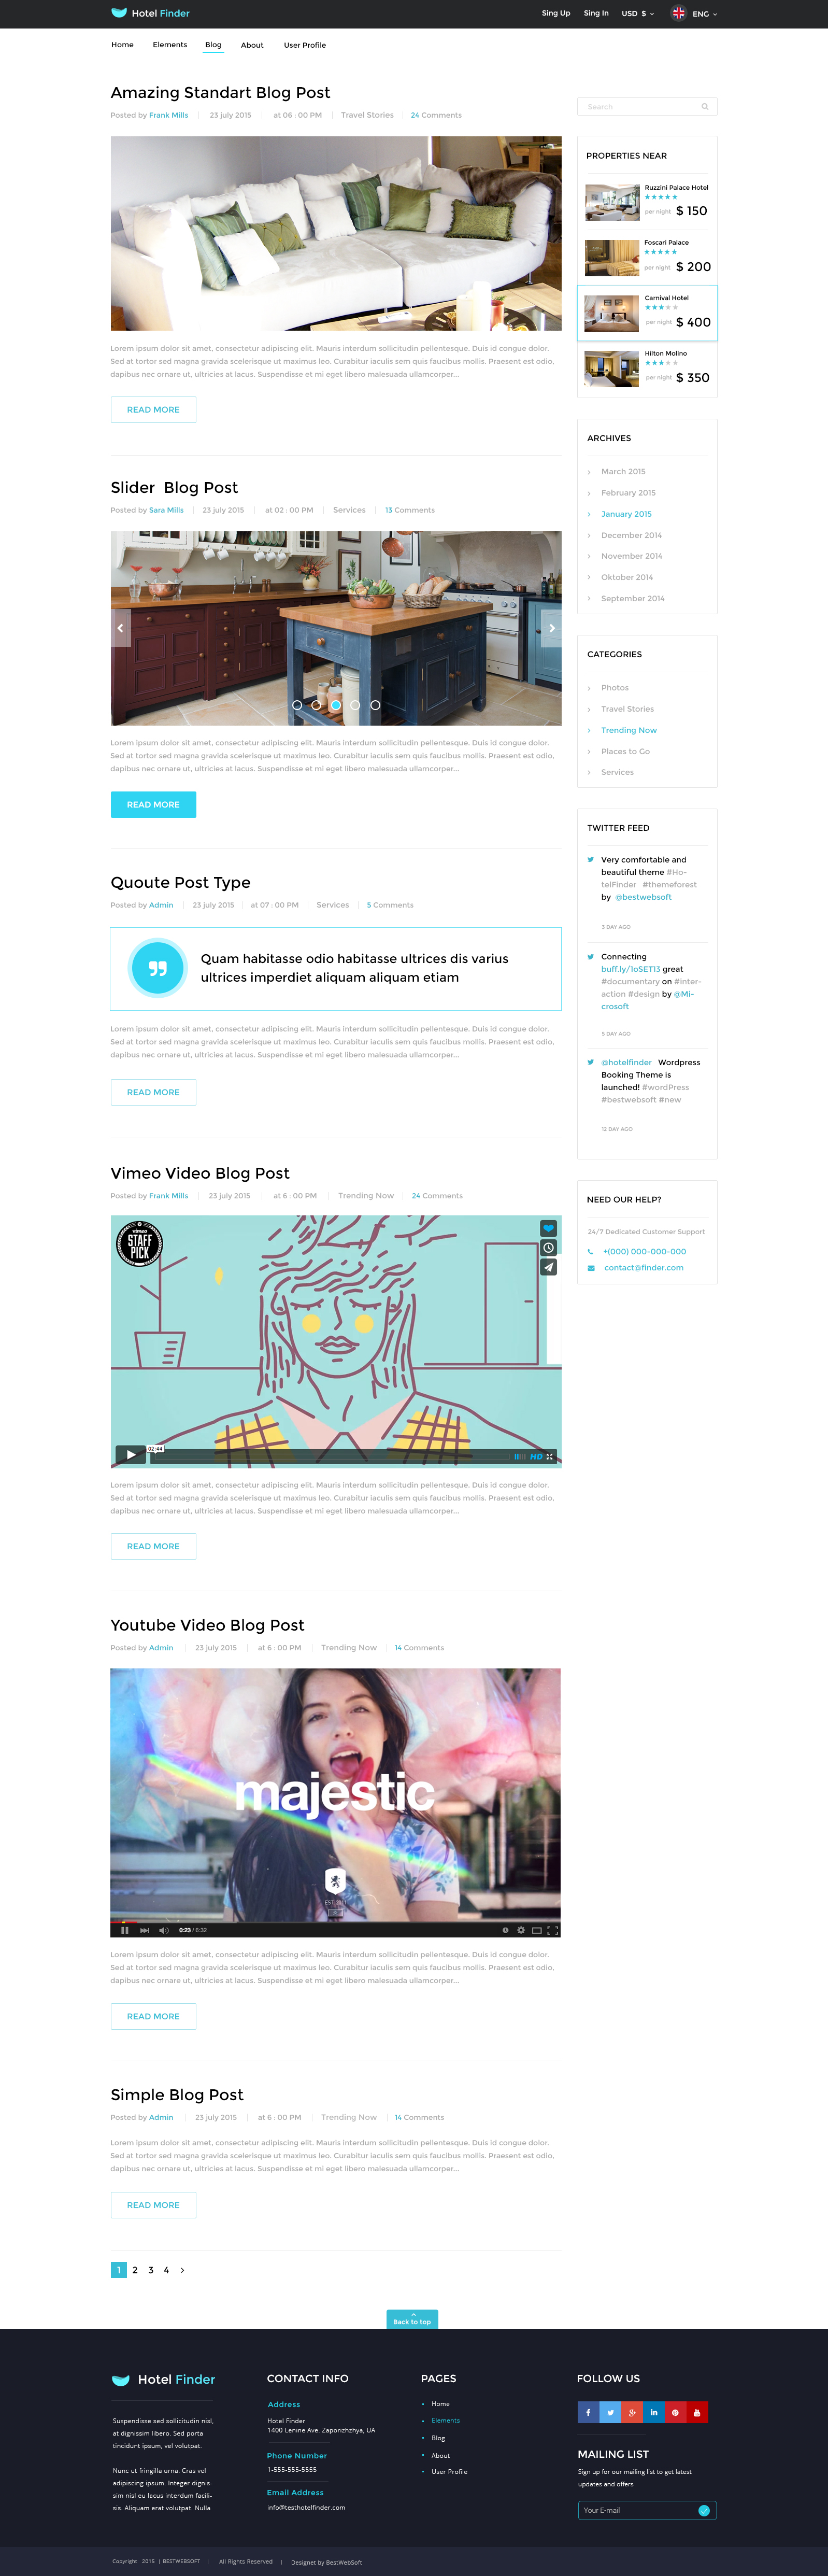 Hotel Finder
Sing Up Sing In USD $ ENG
Home Elements Blog About User Profile
Amazing Standart Blog Post
Posted by Frank Mills 23 july 2015 at 06 : 00 PM Travel Stories 24 Comments
Lorem ipsum dolor sit amet, consectetur adipiscing elit. Mauris interdum sollicitudin pellentesque. Duis id congue dolor.
Sed at tortor sed magna gravida scelerisque ut maximus leo. Curabitur iaculis sem quis faucibus mollis. Praesent est odio,
dapibus nec ornare ut, ultricies at lacus. Suspendisse et mi eget libero malesuada ullamcorper...
READ MORE
Slider Blog Post
Posted by Sara Mills 23 july 2015 at 02 : 00 PM Services 13 Comments
Lorem ipsum dolor sit amet, consectetur adipiscing elit. Mauris interdum sollicitudin pellentesque. Duis id congue dolor.
Sed at tortor sed magna gravida scelerisque ut maximus leo. Curabitur iaculis sem quis faucibus mollis. Praesent est odio,
dapibus nec ornare ut, ultricies at lacus. Suspendisse et mi eget libero malesuada ullamcorper...
READ MORE
Quoute Post Type
Posted by Admin 23 july 2015 at 07 : 00 PM Services 5 Comments
Quam habitasse odio habitasse ultrices dis varius
ultrices imperdiet aliquam aliquam etiam
Lorem ipsum dolor sit amet, consectetur adipiscing elit. Mauris interdum sollicitudin pellentesque. Duis id congue dolor.
Sed at tortor sed magna gravida scelerisque ut maximus leo. Curabitur iaculis sem quis faucibus mollis. Praesent est odio,
dapibus nec ornare ut, ultricies at lacus. Suspendisse et mi eget libero malesuada ullamcorper...
READ MORE
Vimeo Video Blog Post
Posted by Frank Mills 23 july 2015 at 6 : 00 PM Trending Now 24 Comments
vimeo
STAFF
PICK
02:44
HD
Lorem ipsum dolor sit amet, consectetur adipiscing elit. Mauris interdum sollicitudin pellentesque. Duis id congue dolor.
Sed at tortor sed magna gravida scelerisque ut maximus leo. Curabitur iaculis sem quis faucibus mollis. Praesent est odio,
dapibus nec ornare ut, ultricies at lacus. Suspendisse et mi eget libero malesuada ullamcorper...
READ MORE
Youtube Video Blog Post
Posted by Admin 23 july 2015 at 6 : 00 PM Trending Now 14 Comments
majestic
EST. 2011
0:23 / 6:32
Lorem ipsum dolor sit amet, consectetur adipiscing elit. Mauris interdum sollicitudin pellentesque. Duis id congue dolor.
Sed at tortor sed magna gravida scelerisque ut maximus leo. Curabitur iaculis sem quis faucibus mollis. Praesent est odio,
dapibus nec ornare ut, ultricies at lacus. Suspendisse et mi eget libero malesuada ullamcorper...
READ MORE
Simple Blog Post
Posted by Admin 23 july 2015 at 6 : 00 PM Trending Now 14 Comments
Lorem ipsum dolor sit amet, consectetur adipiscing elit. Mauris interdum sollicitudin pellentesque. Duis id congue dolor.
Sed at tortor sed magna gravida scelerisque ut maximus leo. Curabitur iaculis sem quis faucibus mollis. Praesent est odio,
dapibus nec ornare ut, ultricies at lacus. Suspendisse et mi eget libero malesuada ullamcorper...
READ MORE
1 2 3 4
Search
PROPERTIES NEAR
Ruzzini Palace Hotel
per night $ 150
Foscari Palace
per night $ 200
Carnival Hotel
per night $ 400
Hilton Molino
per night $ 350
ARCHIVES
March 2015
February 2015
January 2015
December 2014
November 2014
Oktober 2014
September 2014
CATEGORIES
Photos
Travel Stories
Trending Now
Places to Go
Services
TWITTER FEED
Very comfortable and
beautiful theme #Ho-
telFinder #themeforest
by @bestwebsoft
3 DAY AGO
Connecting
buff.ly/1oSET13 great
#documentary on #inter-
action #design by @Mi-
crosoft
5 DAY AGO
@hotelfinder Wordpress
Booking Theme is
launched! #wordPress
#bestwebsoft #new
12 DAY AGO
NEED OUR HELP?
24/7 Dedicated Customer Support
+(000) 000-000-000
contact@finder.com
Back to top
Hotel Finder
Suspendisse sed sollicitudin nisl,
at dignissim libero. Sed porta
tincidunt ipsum, vel volutpat.
Nunc ut fringilla urna. Cras vel
adipiscing ipsum. Integer dignis-
sim nisl eu lacus interdum facili-
sis. Aliquam erat volutpat. Nulla
CONTACT INFO
Address
Hotel Finder
1400 Lenine Ave. Zaporizhzhya, UA
Phone Number
1-555-555-5555
Email Address
info@testhotelfinder.com
PAGES
Home
Elements
Blog
About
User Profile
FOLLOW US
MAILING LIST
Sign up for our mailing list to get latest
updates and offers
Your E-mail
Copyright 2015 | BESTWEBSOFT | All Rights Reserved | Designet by BestWebSoft